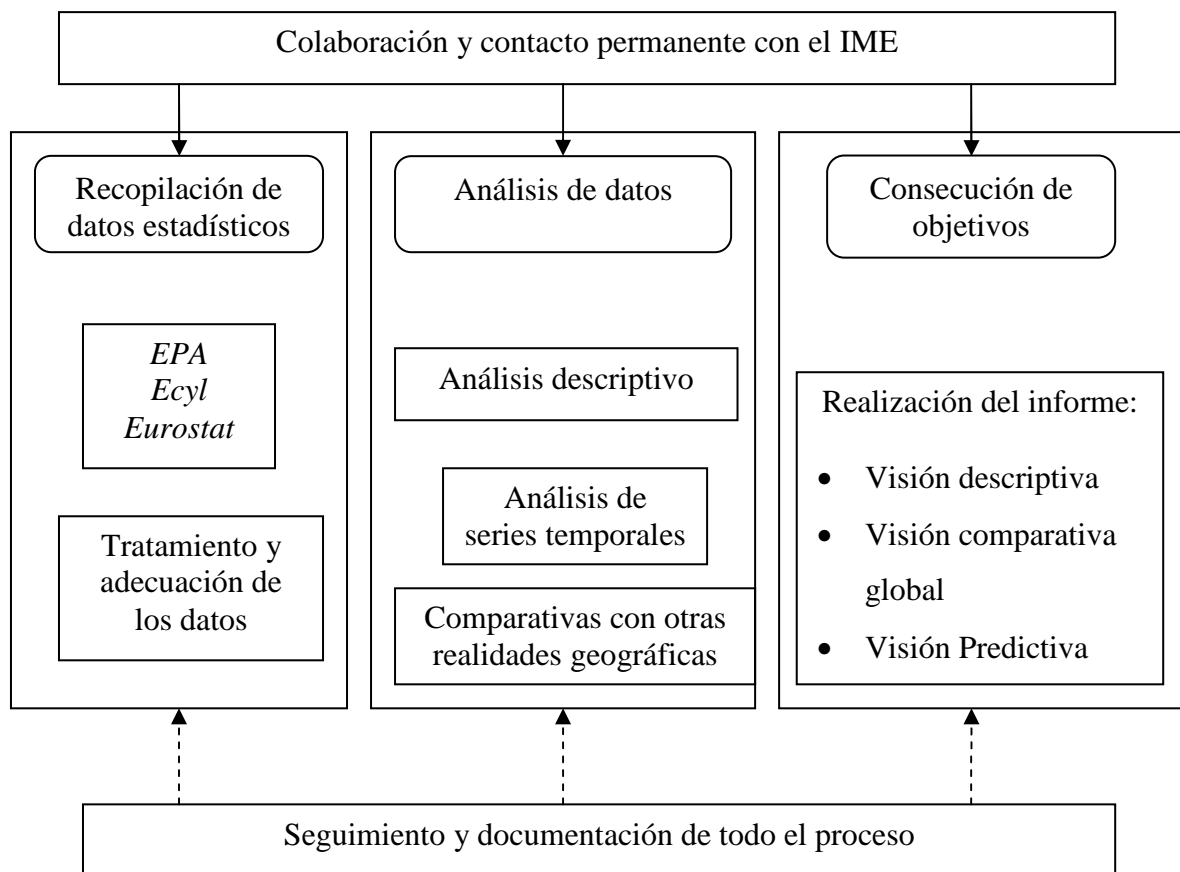 Colaboración y contacto permanente con el IME
Recopilación de
datos estadísticos
EPA
Ecyl
Eurostat
Tratamiento y
adecuación de
los datos
Análisis de datos
Análisis descriptivo
Análisis de
series temporales
Comparativas con otras
realidades geográficas
Consecución de
objetivos
Realización del informe:
• Visión descriptiva
• Visión comparativa
global
• Visión Predictiva
Seguimiento y documentación de todo el proceso